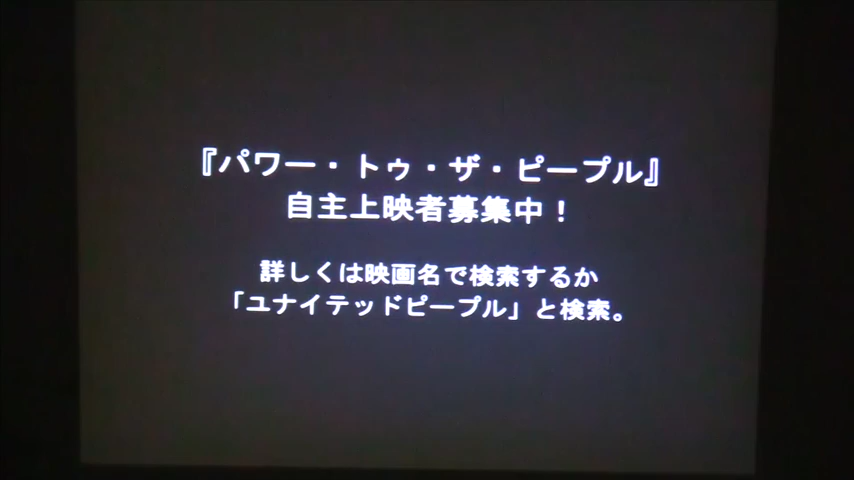 『パワー・トゥ・ザ・ピープル』
自主上映者募集中！
詳しくは映画名で検索するか
「ユナイテッドピープル」と検索。